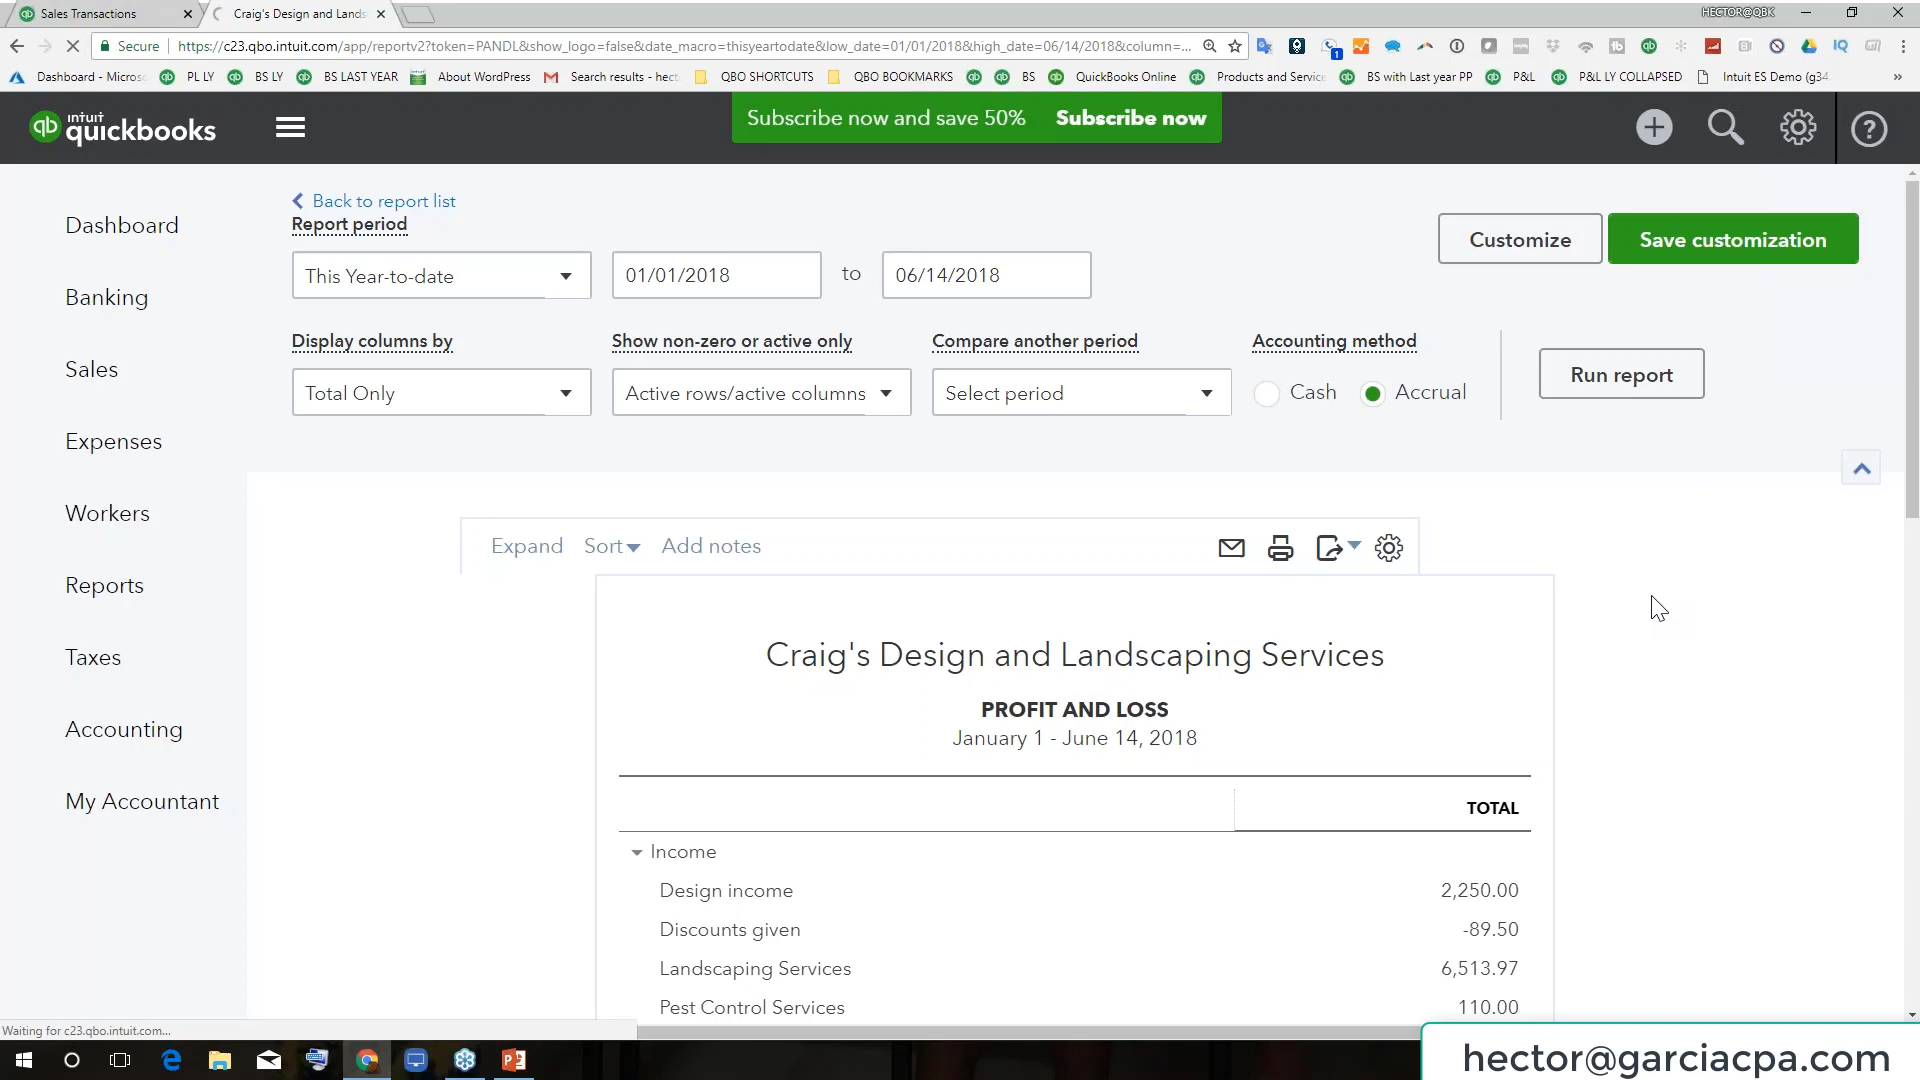 Sales Transactions
Craig's Design and Lands
HECTOR@QBK
Secure
https://c23.qbo.intuit.com/app/reportv2?token=PANDL&show_logo=false&date_macro=thisyeartodate&low_date=01/01/2018&high_date=06/14/2018&column=...
Dashboard - Micros
PL LY
BS LY
BS LAST YEAR
About WordPress
Search results - hect
QBO SHORTCUTS
QBO BOOKMARKS
BS
QuickBooks Online
Products and Service
BS with Last year PP
P&L
P&L LY COLLAPSED
Intuit ES Demo (g34
»
qb intuit quickbooks
Subscribe now and save 50% Subscribe now
Dashboard
Banking
Sales
Expenses
Workers
Reports
Taxes
Accounting
My Accountant
Back to report list
Report period
This Year-to-date
01/01/2018
to
06/14/2018
Customize
Save customization
Display columns by
Show non-zero or active only
Compare another period
Accounting method
Total Only
Active rows/active columns
Select period
Cash
Accrual
Run report
Expand
Sort
Add notes
Craig's Design and Landscaping Services
PROFIT AND LOSS
January 1 - June 14, 2018
TOTAL
Income
Design income 2,250.00
Discounts given -89.50
Landscaping Services 6,513.97
Pest Control Services 110.00
Waiting for c23.qbo.intuit.com...
hector@garciacpa.com